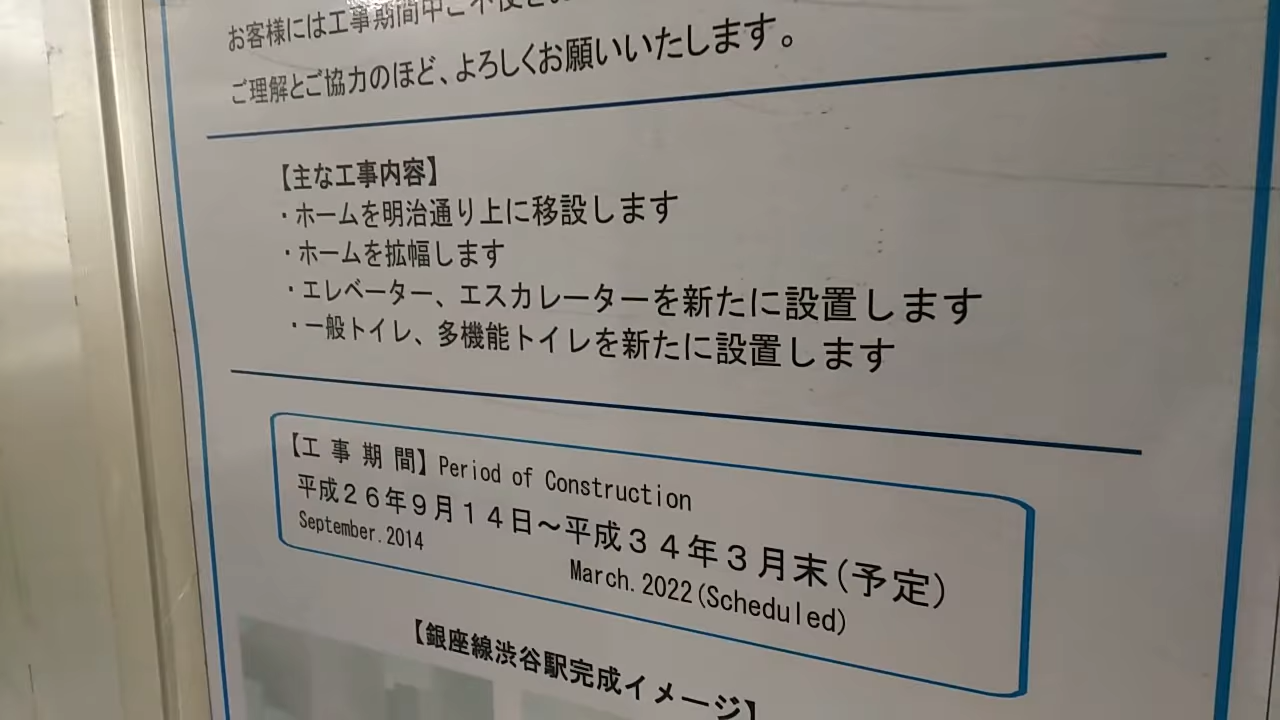 お客様には工事期間中ご不便をお
ご理解とご協力のほど、よろしくお願いいたします。
【主な工事内容】
・ホームを明治通り上に移設します
・ホームを拡幅します
・エレベーター、エスカレーターを新たに設置します
・一般トイレ、多機能トイレを新たに設置します
【工 事 期 間】Period of Construction
平成２６年９月１４日～平成３４年３月末(予定)
September.2014
March.2022(Scheduled)
【銀座線渋谷駅完成イメージ】